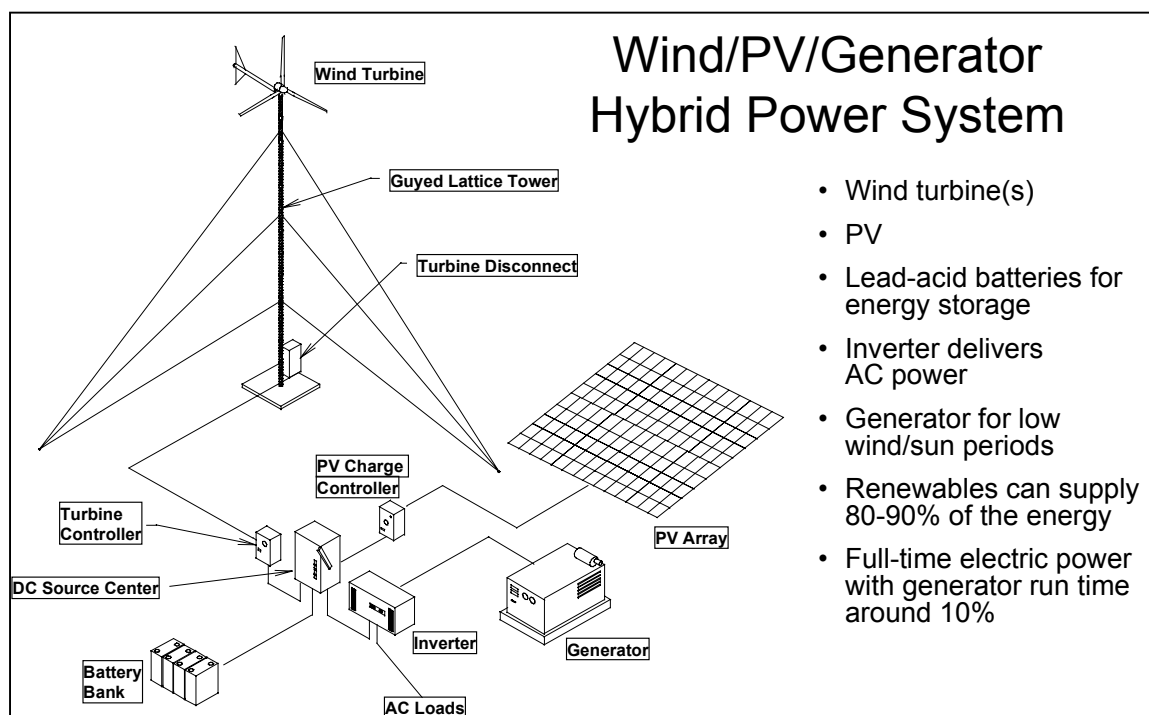 Wind/PV/Generator
Hybrid Power System
Wind Turbine
Guyed Lattice Tower
Turbine Disconnect
PV Charge
Controller
Turbine
Controller
DC Source Center
PV Array
Inverter
Generator
Battery
Bank
AC Loads
• Wind turbine(s)
• PV
• Lead-acid batteries for
energy storage
• Inverter delivers
AC power
• Generator for low
wind/sun periods
• Renewables can supply
80-90% of the energy
• Full-time electric power
with generator run time
around 10%